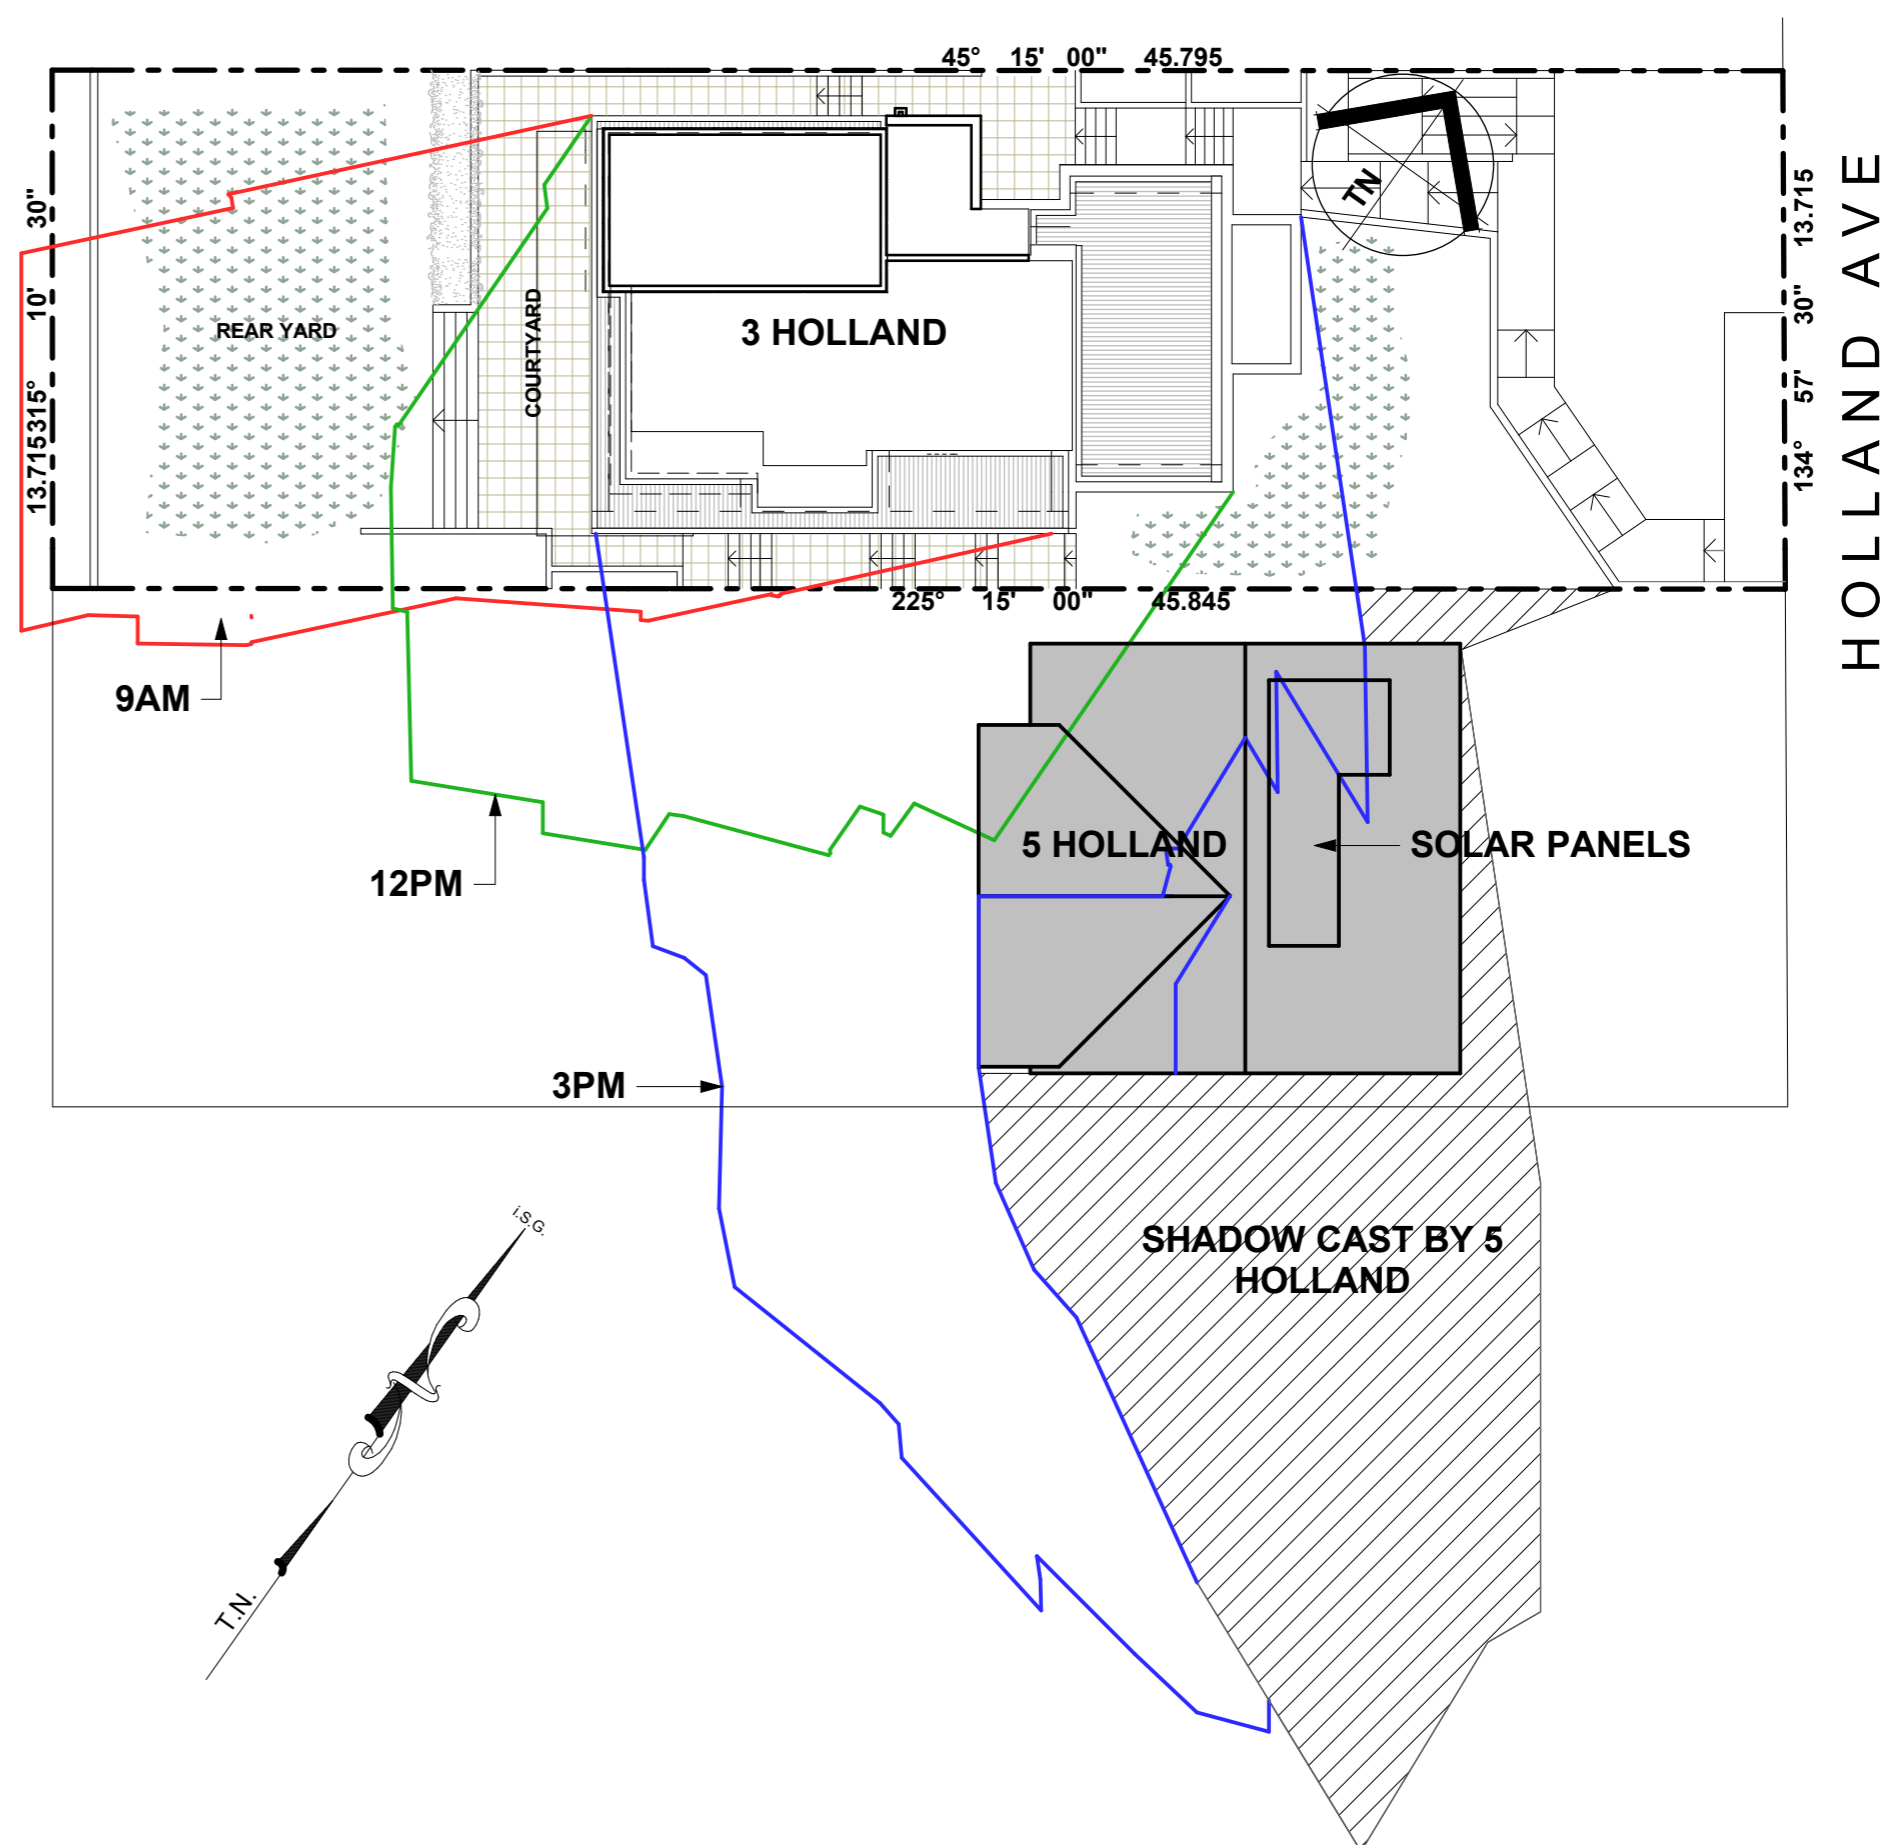 45° 15' 00" 45.795
TN
30"
10'
315°
13.715
13.715
30"
57'
134°
HOLLAND AVE
REAR YARD
COURTYARD
3 HOLLAND
225° 15' 00" 45.845
9AM
12PM
5 HOLLAND
SOLAR PANELS
3PM
SHADOW CAST BY 5
HOLLAND
i.S.G.
T.N.